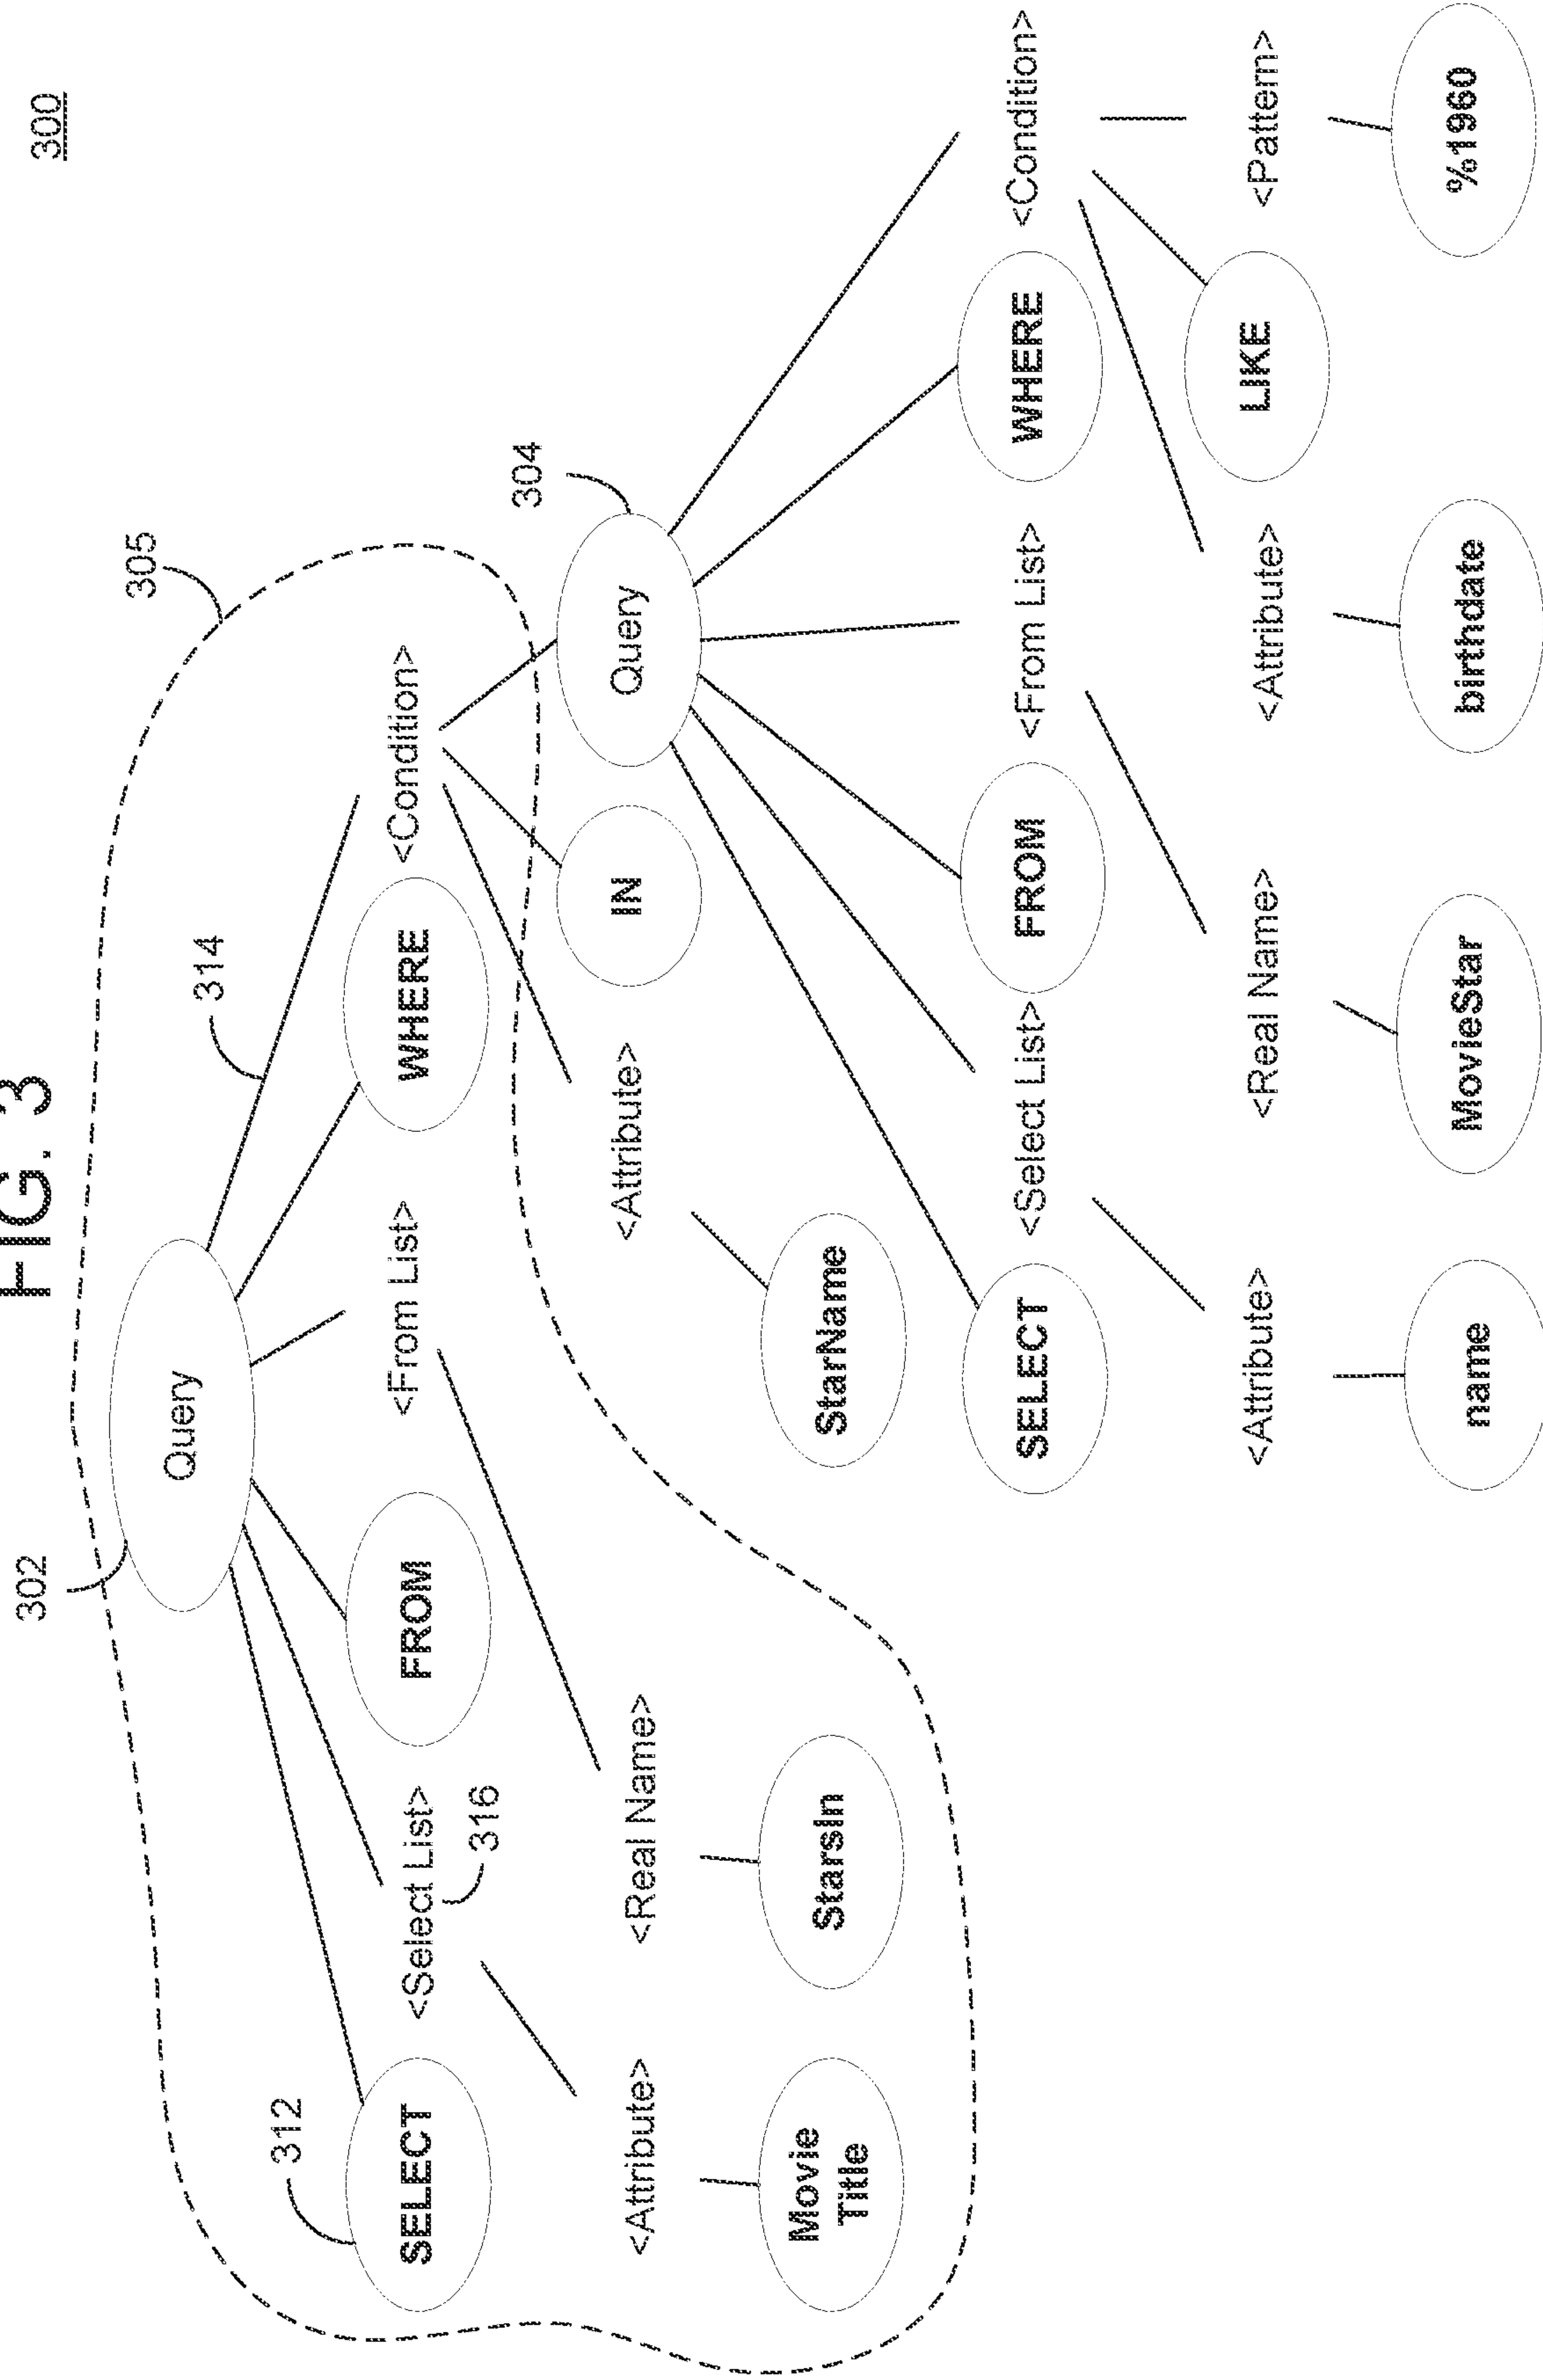 FIG. 3
300
302
Query
305
314
312
SELECT
<Select List>
316
FROM
<From List>
WHERE
<Condition>
<Attribute>
<Real Name>
<Attribute>
IN
Query
304
Movie
Title
StarsIn
StarName
SELECT
<Select List>
FROM
<From List>
WHERE
<Condition>
<Attribute>
<Real Name>
<Attribute>
LIKE
<Pattern>
name
MovieStar
birthdate
%1960